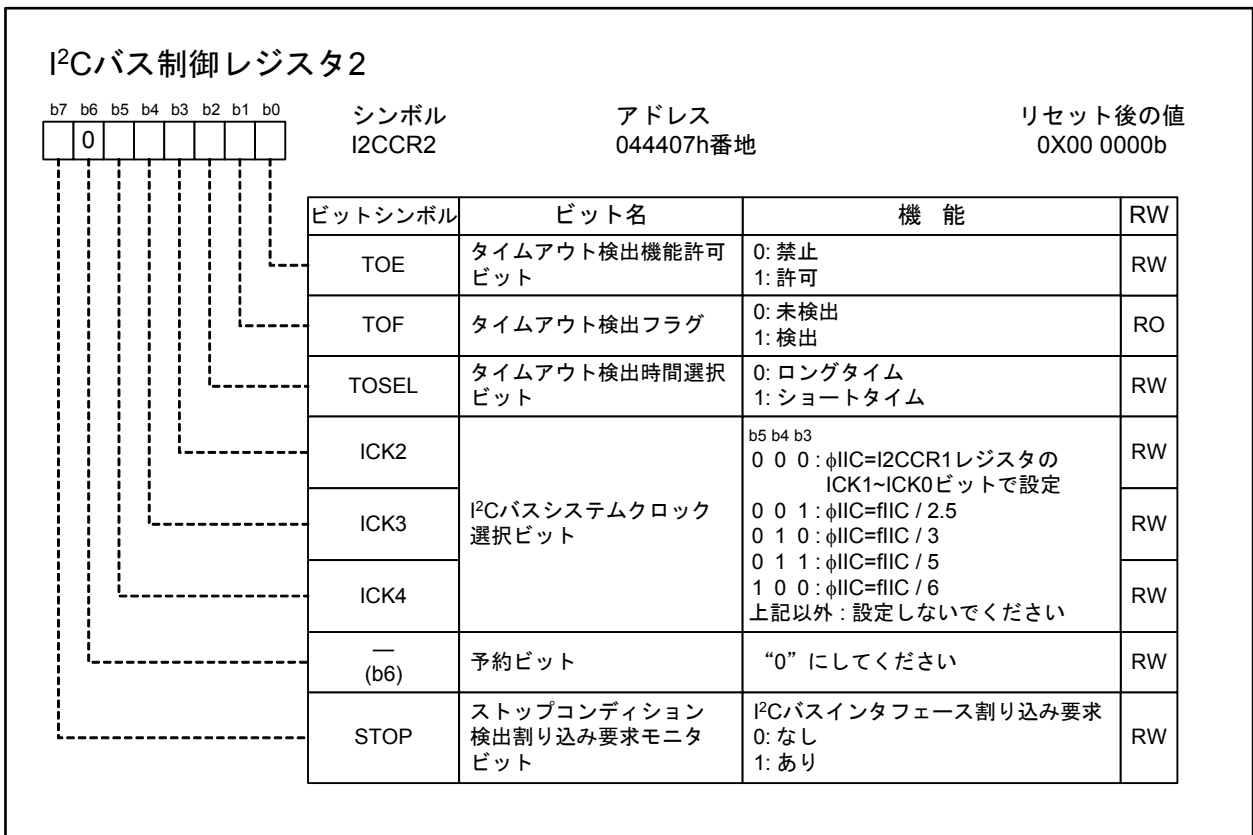 I²Cバス制御レジスタ2
b7 b6 b5 b4 b3 b2 b1 b0
0
シンボル アドレス リセット後の値
I2CCR2 044407h番地 0X00 0000b
ビットシンボル ビット名 機 能 RW
TOE タイムアウト検出機能許可 0: 禁止 RW
ビット 1: 許可
TOF タイムアウト検出フラグ 0: 未検出 RO
1: 検出
TOSEL タイムアウト検出時間選択 0: ロングタイム RW
ビット 1: ショートタイム
b5 b4 b3
ICK2 0 0 0 : ϕIIC=I2CCR1レジスタの RW
ICK1~ICK0ビットで設定
ICK3 I²Cバスシステムクロック 0 0 1 : ϕIIC=fIIC / 2.5 RW
選択ビット 0 1 0 : ϕIIC=fIIC / 3
0 1 1 : ϕIIC=fIIC / 5
ICK4 1 0 0 : ϕIIC=fIIC / 6 RW
上記以外 : 設定しないでください
— 予約ビット “0”にしてください RW
(b6)
ストップコンディション I²Cバスインタフェース割り込み要求
STOP 検出割り込み要求モニタ 0: なし RW
ビット 1: あり